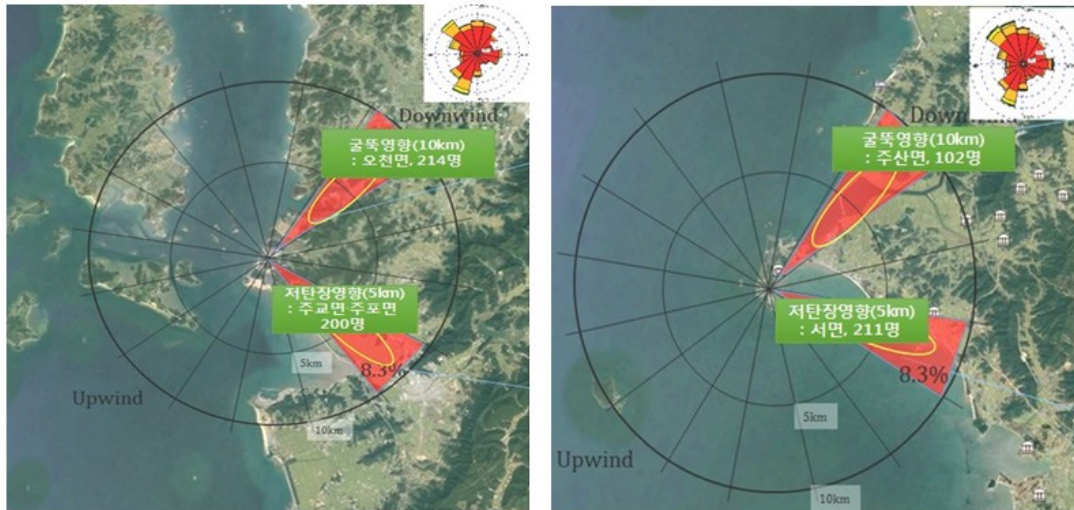 Downwind
굴뚝영향(10km)
: 오천면, 214명
저탄장영향(5km)
: 주교면·주포면
200명
5km
8.3%
Upwind
10km
굴뚝영향(10km)
: 주산면, 102명
저탄장영향(5km)
: 서면, 211명
8.3%
5km
Upwind
10km